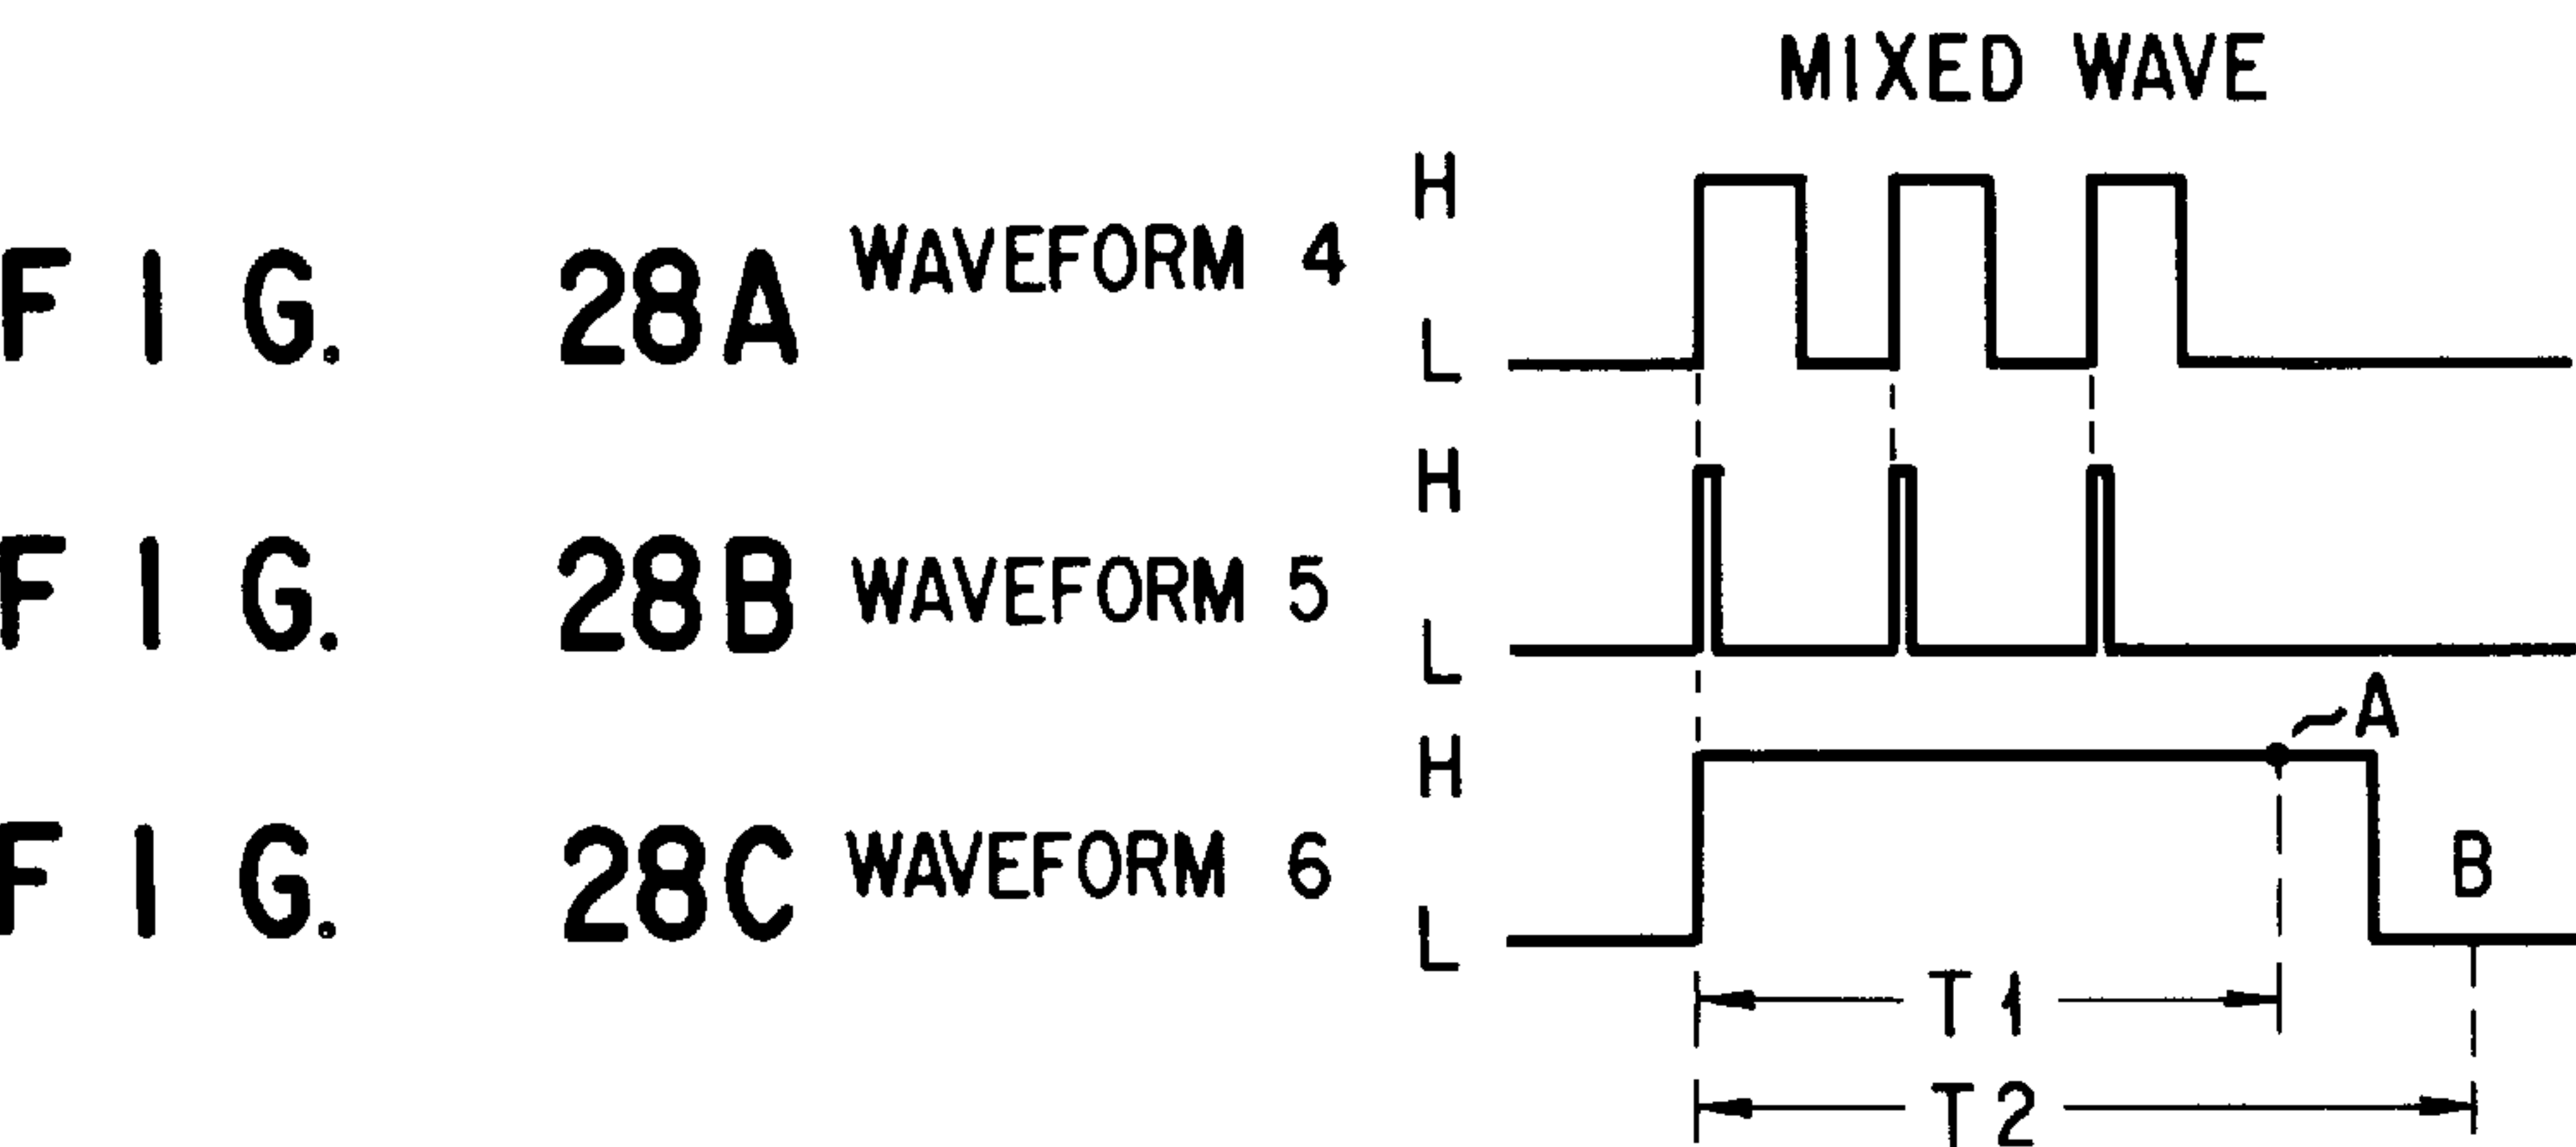 MIXED WAVE
FIG. 28A WAVEFORM 4 H L
FIG. 28B WAVEFORM 5 H L
FIG. 28C WAVEFORM 6 H L
A
B
T1
T2